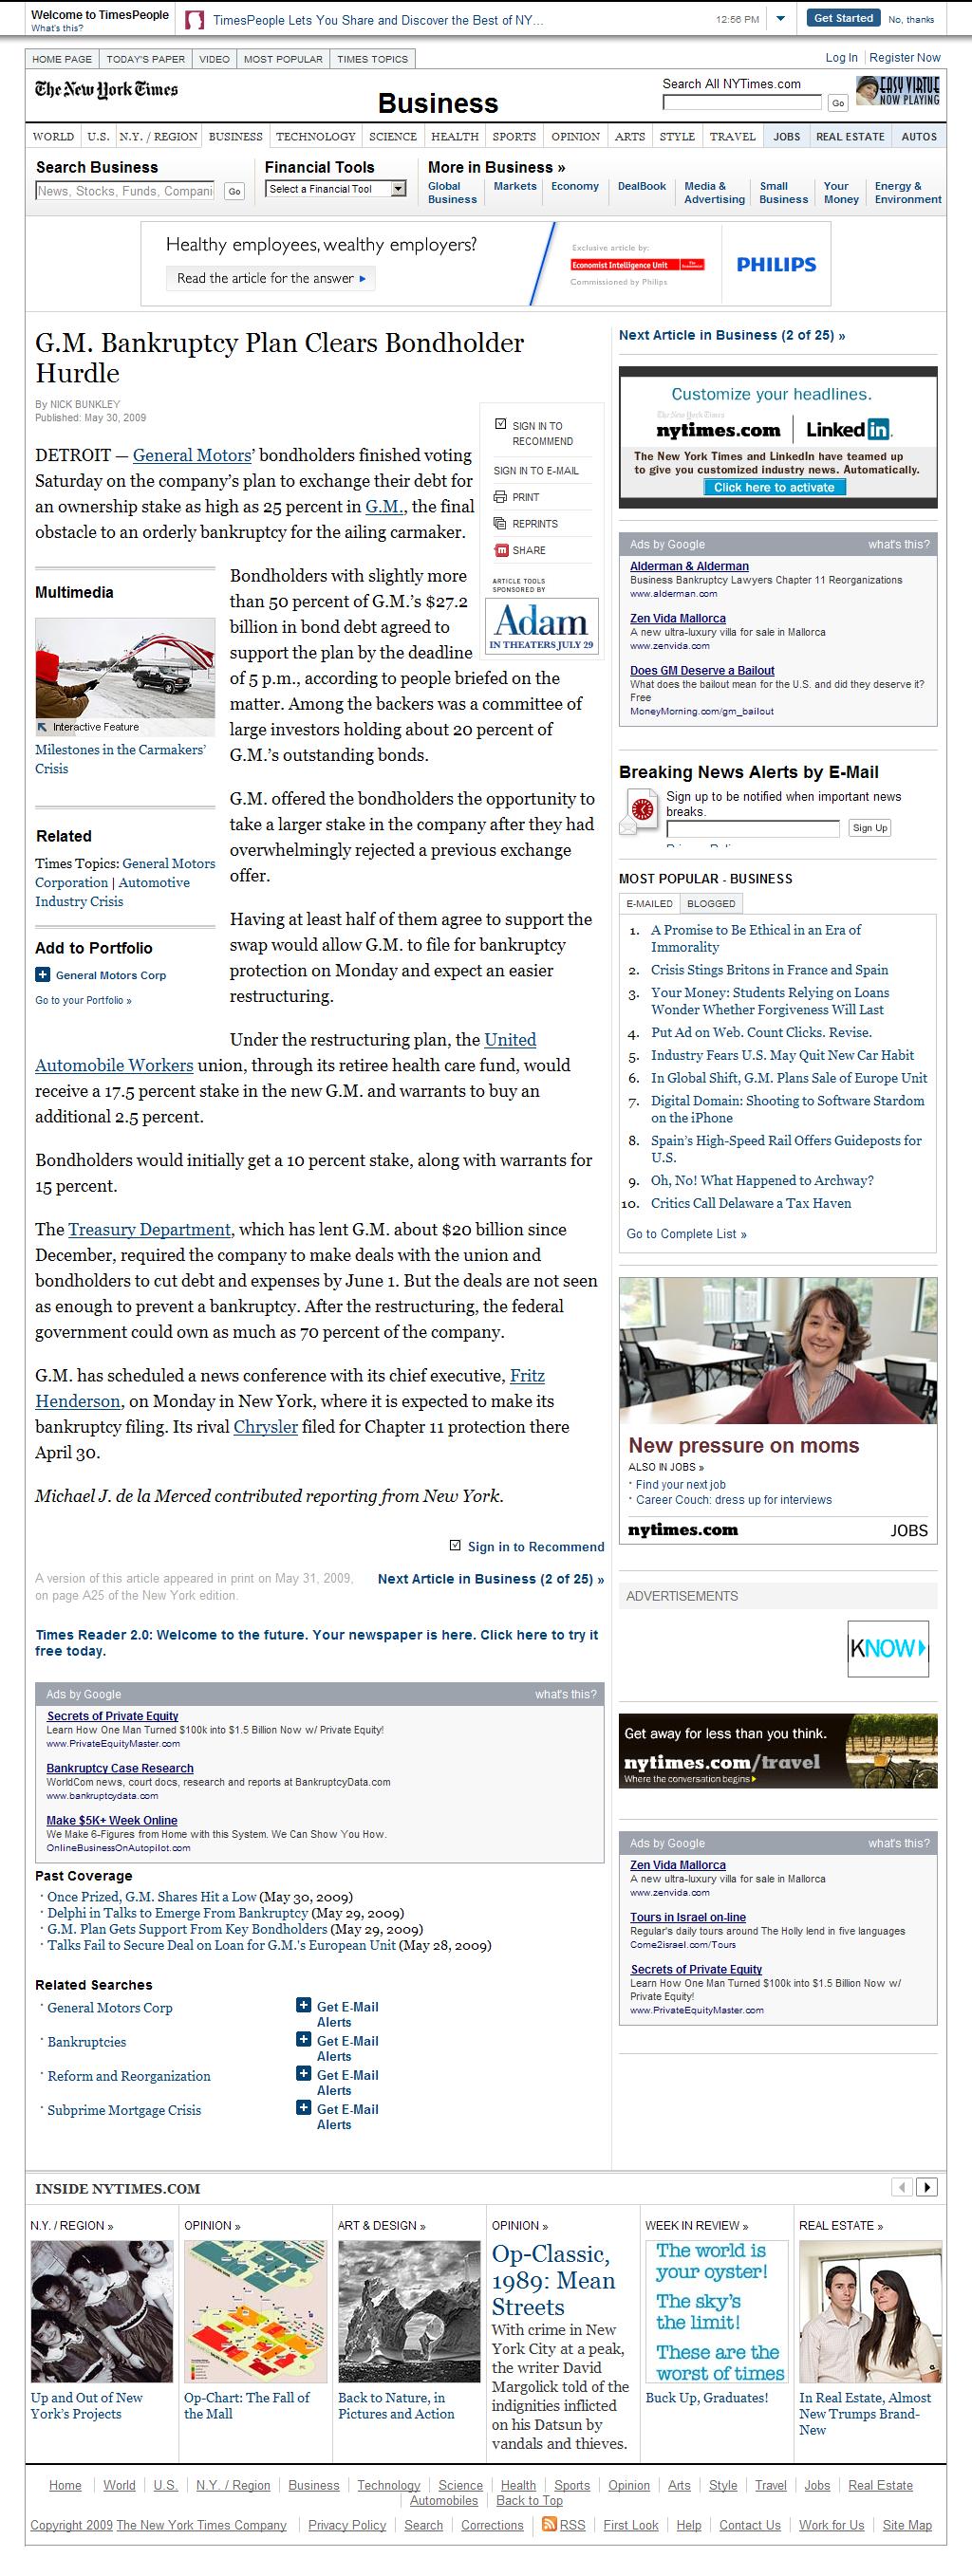 Welcome to TimesPeople
What's this?
TimesPeople Lets You Share and Discover the Best of NY...
12:56 PM
Get Started
No, thanks
HOME PAGE
TODAY'S PAPER
VIDEO
MOST POPULAR
TIMES TOPICS
Log In
Register Now
The New York Times
Business
Search All NYTimes.com
Go
EASY VIRTUE
NOW PLAYING
WORLD
U.S.
N.Y. / REGION
BUSINESS
TECHNOLOGY
SCIENCE
HEALTH
SPORTS
OPINION
ARTS
STYLE
TRAVEL
JOBS
REAL ESTATE
AUTOS
Search Business
News, Stocks, Funds, Compani
Go
Financial Tools
Select a Financial Tool
More in Business »
Global
Business
Markets
Economy
DealBook
Media &
Advertising
Small
Business
Your
Money
Energy &
Environment
Healthy employees, wealthy employers?
Read the article for the answer
Exclusive article by:
Economist Intelligence Unit
Commissioned by Philips
PHILIPS
G.M. Bankruptcy Plan Clears Bondholder
Hurdle
By NICK BUNKLEY
Published: May 30, 2009
DETROIT — General Motors' bondholders finished voting
Saturday on the company's plan to exchange their debt for
an ownership stake as high as 25 percent in G.M., the final
obstacle to an orderly bankruptcy for the ailing carmaker.
SIGN IN TO
RECOMMEND
SIGN IN TO E-MAIL
PRINT
REPRINTS
SHARE
ARTICLE TOOLS
SPONSORED BY
Adam
IN THEATERS JULY 29
Multimedia
Interactive Feature
Milestones in the Carmakers'
Crisis
Related
Times Topics: General Motors
Corporation | Automotive
Industry Crisis
Add to Portfolio
General Motors Corp
Go to your Portfolio »
Bondholders with slightly more
than 50 percent of G.M.'s $27.2
billion in bond debt agreed to
support the plan by the deadline
of 5 p.m., according to people briefed on the
matter. Among the backers was a committee of
large investors holding about 20 percent of
G.M.'s outstanding bonds.
G.M. offered the bondholders the opportunity to
take a larger stake in the company after they had
overwhelmingly rejected a previous exchange
offer.
Having at least half of them agree to support the
swap would allow G.M. to file for bankruptcy
protection on Monday and expect an easier
restructuring.
Under the restructuring plan, the United
Automobile Workers union, through its retiree health care fund, would
receive a 17.5 percent stake in the new G.M. and warrants to buy an
additional 2.5 percent.
Bondholders would initially get a 10 percent stake, along with warrants for
15 percent.
The Treasury Department, which has lent G.M. about $20 billion since
December, required the company to make deals with the union and
bondholders to cut debt and expenses by June 1. But the deals are not seen
as enough to prevent a bankruptcy. After the restructuring, the federal
government could own as much as 70 percent of the company.
G.M. has scheduled a news conference with its chief executive, Fritz
Henderson, on Monday in New York, where it is expected to make its
bankruptcy filing. Its rival Chrysler filed for Chapter 11 protection there
April 30.
Michael J. de la Merced contributed reporting from New York.
Sign in to Recommend
A version of this article appeared in print on May 31, 2009,
on page A25 of the New York edition.
Next Article in Business (2 of 25) »
Times Reader 2.0: Welcome to the future. Your newspaper is here. Click here to try it
free today.
Ads by Google
what's this?
Secrets of Private Equity
Learn How One Man Turned $100k into $1.5 Billion Now w/ Private Equity!
www.PrivateEquityMaster.com
Bankruptcy Case Research
WorldCom news, court docs, research and reports at BankruptcyData.com
www.bankruptcydata.com
Make $5K+ Week Online
We Make 6-Figures from Home with this System. We Can Show You How.
OnlineBusinessOnAutopilot.com
Past Coverage
Once Prized, G.M. Shares Hit a Low (May 30, 2009)
Delphi in Talks to Emerge From Bankruptcy (May 29, 2009)
G.M. Plan Gets Support From Key Bondholders (May 29, 2009)
Talks Fail to Secure Deal on Loan for G.M.'s European Unit (May 28, 2009)
Related Searches
General Motors Corp
Get E-Mail
Alerts
Bankruptcies
Get E-Mail
Alerts
Reform and Reorganization
Get E-Mail
Alerts
Subprime Mortgage Crisis
Get E-Mail
Alerts
Next Article in Business (2 of 25) »
Customize your headlines.
The New York Times
nytimes.com
Linked in.
The New York Times and LinkedIn have teamed up
to give you customized industry news. Automatically.
Click here to activate
Ads by Google
what's this?
Alderman & Alderman
Business Bankruptcy Lawyers Chapter 11 Reorganizations
www.alderman.com
Zen Vida Mallorca
A new ultra-luxury villa for sale in Mallorca
www.zenvida.com
Does GM Deserve a Bailout
What does the bailout mean for the U.S. and did they deserve it?
Free
MoneyMorning.com/gm_bailout
Breaking News Alerts by E-Mail
Sign up to be notified when important news
breaks.
Sign Up
MOST POPULAR - BUSINESS
E-MAILED
BLOGGED
1. A Promise to Be Ethical in an Era of
Immorality
2. Crisis Stings Britons in France and Spain
3. Your Money: Students Relying on Loans
Wonder Whether Forgiveness Will Last
4. Put Ad on Web. Count Clicks. Revise.
5. Industry Fears U.S. May Quit New Car Habit
6. In Global Shift, G.M. Plans Sale of Europe Unit
7. Digital Domain: Shooting to Software Stardom
on the iPhone
8. Spain's High-Speed Rail Offers Guideposts for
U.S.
9. Oh, No! What Happened to Archway?
10. Critics Call Delaware a Tax Haven
Go to Complete List »
New pressure on moms
ALSO IN JOBS »
Find your next job
Career Couch: dress up for interviews
nytimes.com
JOBS
ADVERTISEMENTS
KNOW
Get away for less than you think.
nytimes.com/travel
Where the conversation begins
Ads by Google
what's this?
Zen Vida Mallorca
A new ultra-luxury villa for sale in Mallorca
www.zenvida.com
Tours in Israel on-line
Regular's daily tours around The Holly lend in five languages
Come2israel.com/Tours
Secrets of Private Equity
Learn How One Man Turned $100k into $1.5 Billion Now w/
Private Equity!
www.PrivateEquityMaster.com
INSIDE NYTIMES.COM
N.Y. / REGION »
Up and Out of New
York's Projects
OPINION »
Op-Chart: The Fall of
the Mall
ART & DESIGN »
Back to Nature, in
Pictures and Action
OPINION »
Op-Classic,
1989: Mean
Streets
With crime in New
York City at a peak,
the writer David
Margolick told of the
indignities inflicted
on his Datsun by
vandals and thieves.
WEEK IN REVIEW »
The world is
your oyster!
The sky's
the limit!
These are the
worst of times
Buck Up, Graduates!
REAL ESTATE »
In Real Estate, Almost
New Trumps Brand-
New
Home
World
U.S.
N.Y. / Region
Business
Technology
Science
Health
Sports
Opinion
Arts
Style
Travel
Jobs
Real Estate
Automobiles
Back to Top
Copyright 2009 The New York Times Company
Privacy Policy
Search
Corrections
RSS
First Look
Help
Contact Us
Work for Us
Site Map